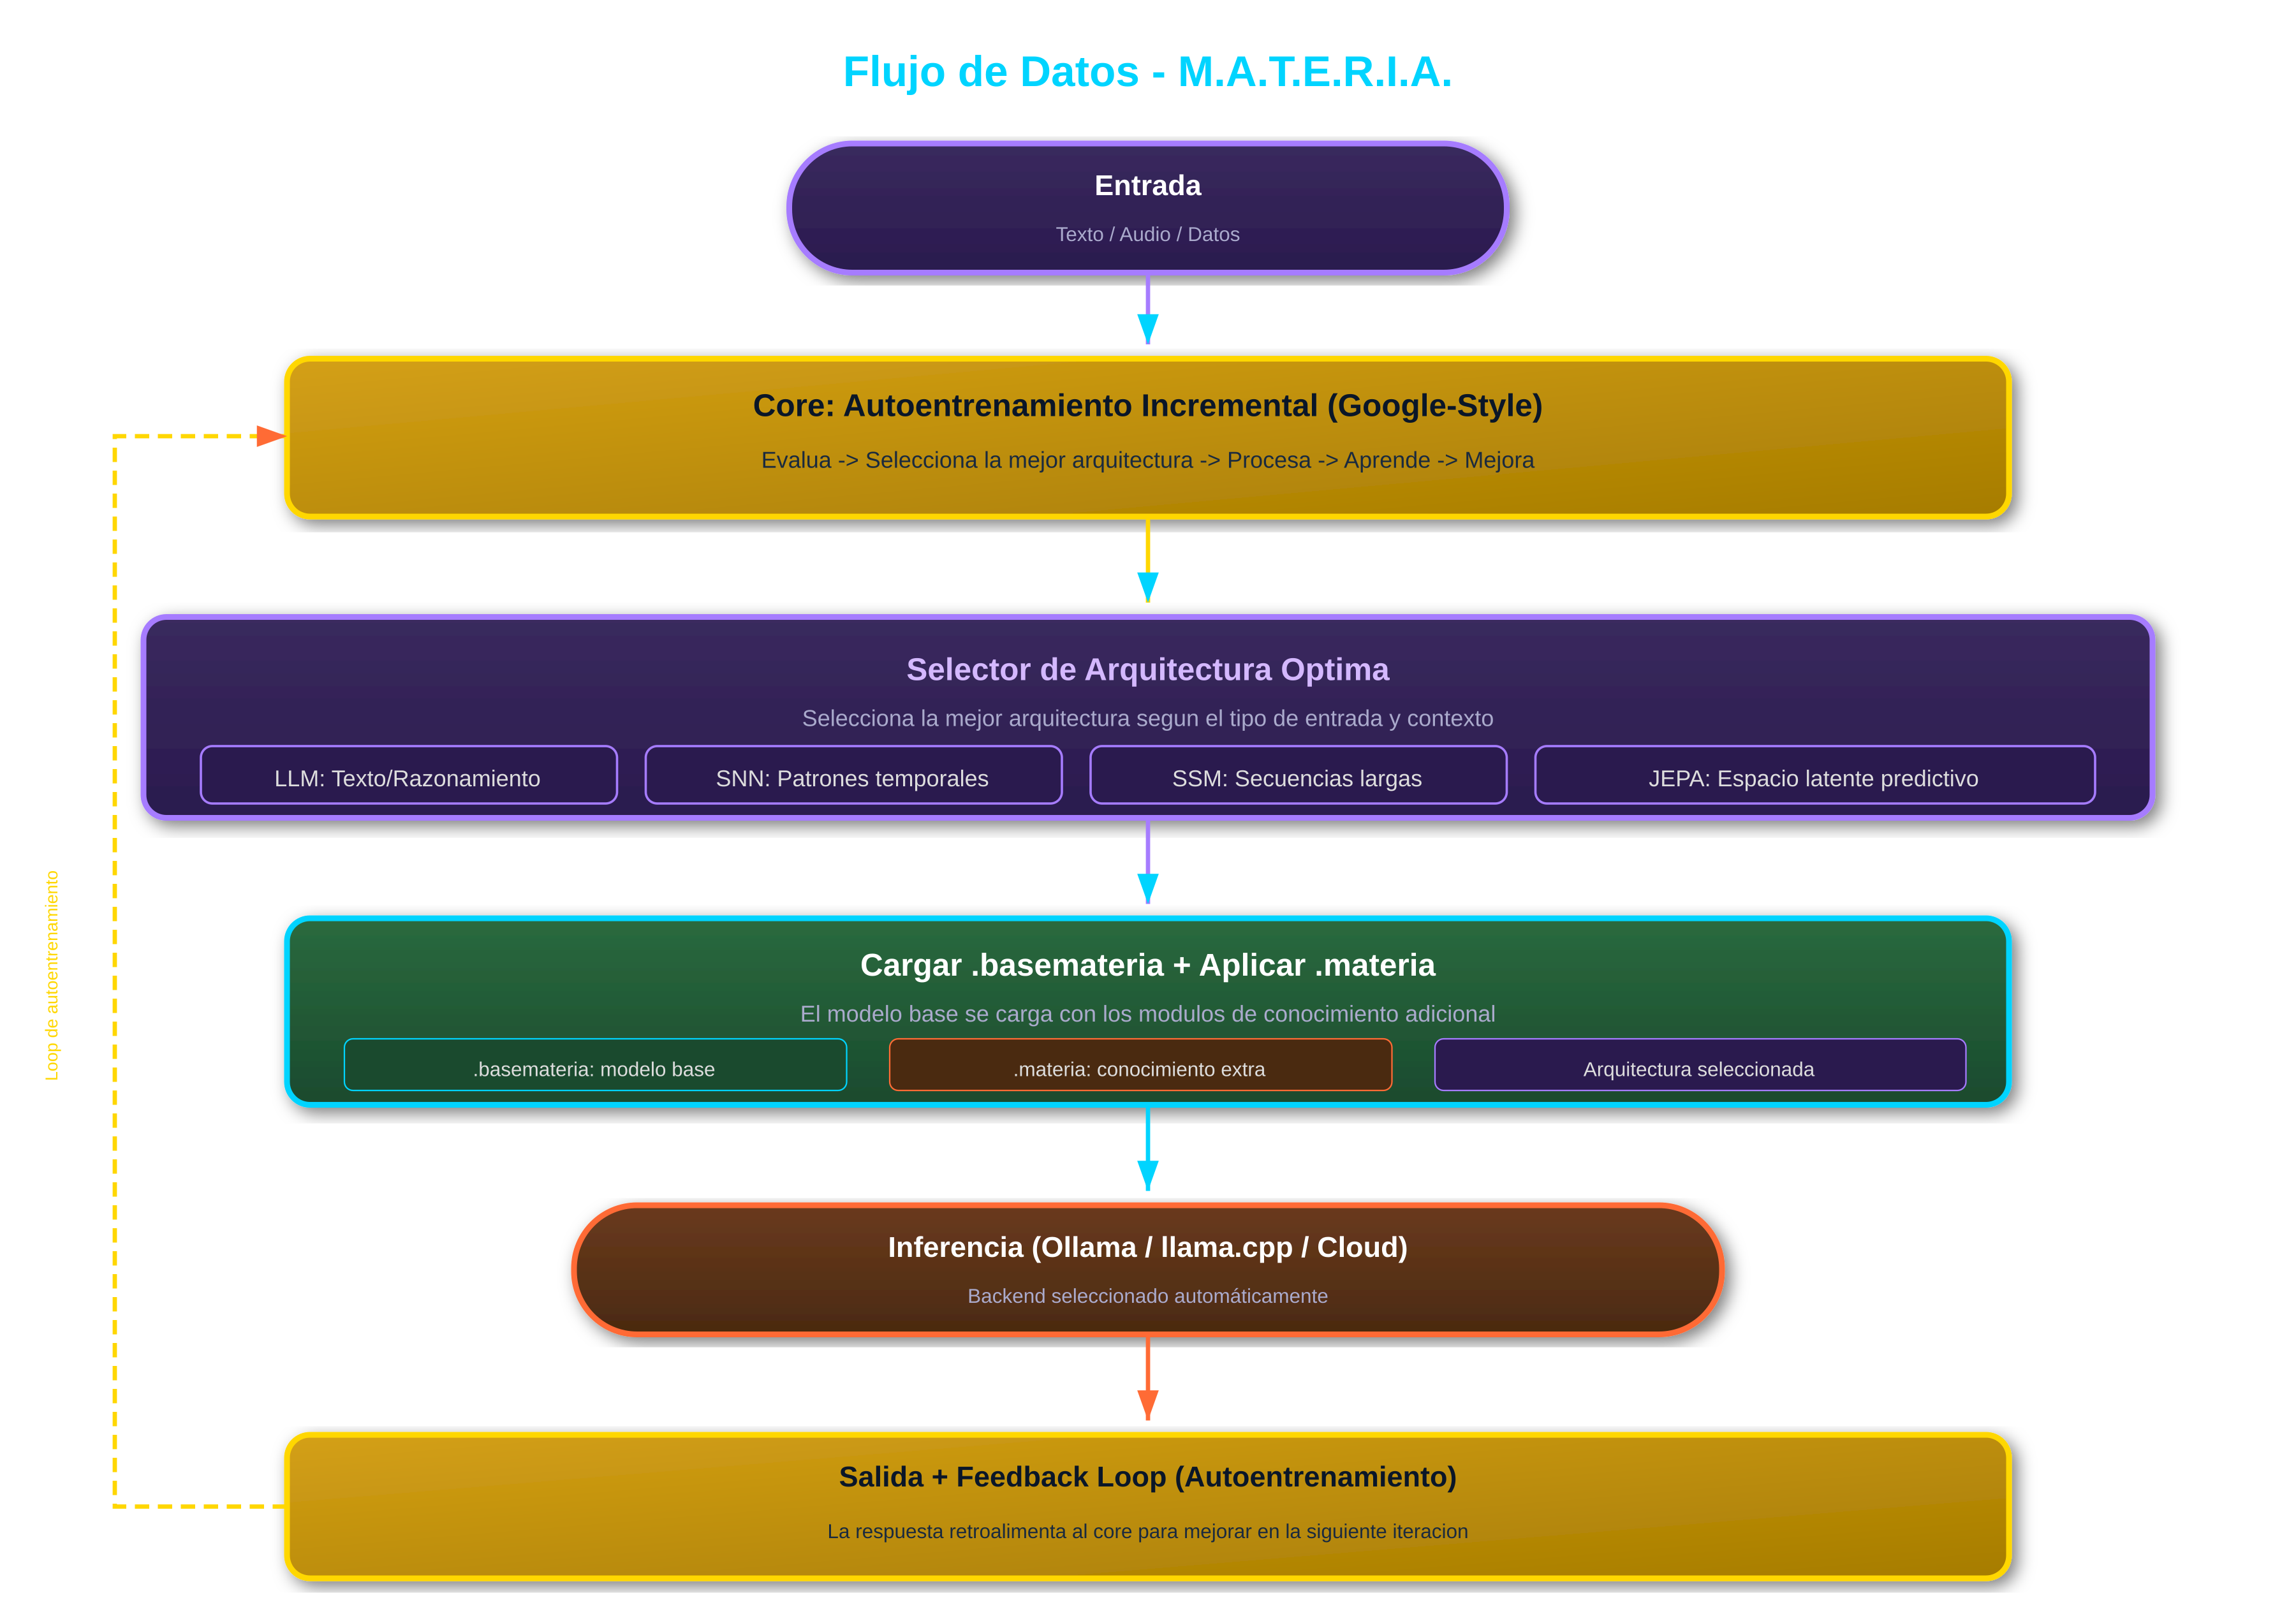 Flujo de Datos - M.A.T.E.R.I.A.
Entrada
Texto / Audio / Datos
Core: Autoentrenamiento Incremental (Google-Style)
Evalua -> Selecciona la mejor arquitectura -> Procesa -> Aprende -> Mejora
Selector de Arquitectura Optima
Selecciona la mejor arquitectura segun el tipo de entrada y contexto
LLM: Texto/Razonamiento
SNN: Patrones temporales
SSM: Secuencias largas
JEPA: Espacio latente predictivo
Loop de autoentrenamiento
Cargar .basemateria + Aplicar .materia
El modelo base se carga con los modulos de conocimiento adicional
.basemateria: modelo base
.materia: conocimiento extra
Arquitectura seleccionada
Inferencia (Ollama / llama.cpp / Cloud)
Backend seleccionado automáticamente
Salida + Feedback Loop (Autoentrenamiento)
La respuesta retroalimenta al core para mejorar en la siguiente iteracion